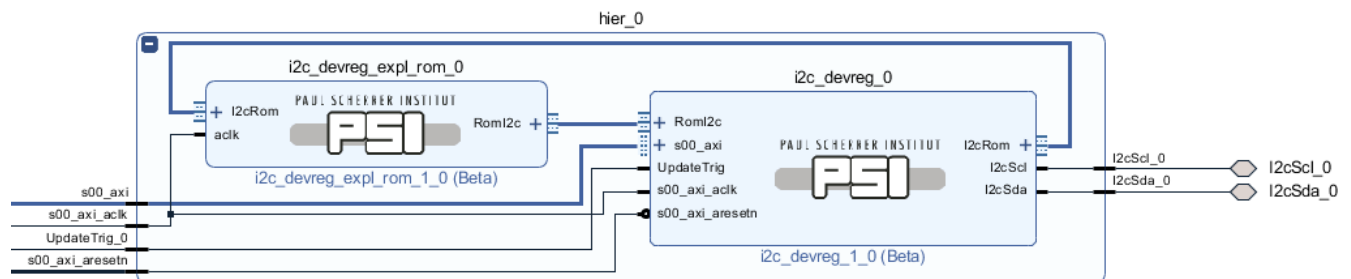 hier_0
i2c_devreg_expl_rom_0
PAUL SCHERRER INSTITUT
PSI
I2cRom
aclk
RomI2c
i2c_devreg_expl_rom_1_0 (Beta)
i2c_devreg_0
PAUL SCHERRER INSTITUT
PSI
RomI2c
s00_axi
UpdateTrig
s00_axi_aclk
s00_axi_aresetn
I2cRom
I2cScl
I2cSda
i2c_devreg_1_0 (Beta)
s00_axi
s00_axi_aclk
UpdateTrig_0
s00_axi_aresetn
I2cScl_0
I2cSda_0
I2cScl_0
I2cSda_0